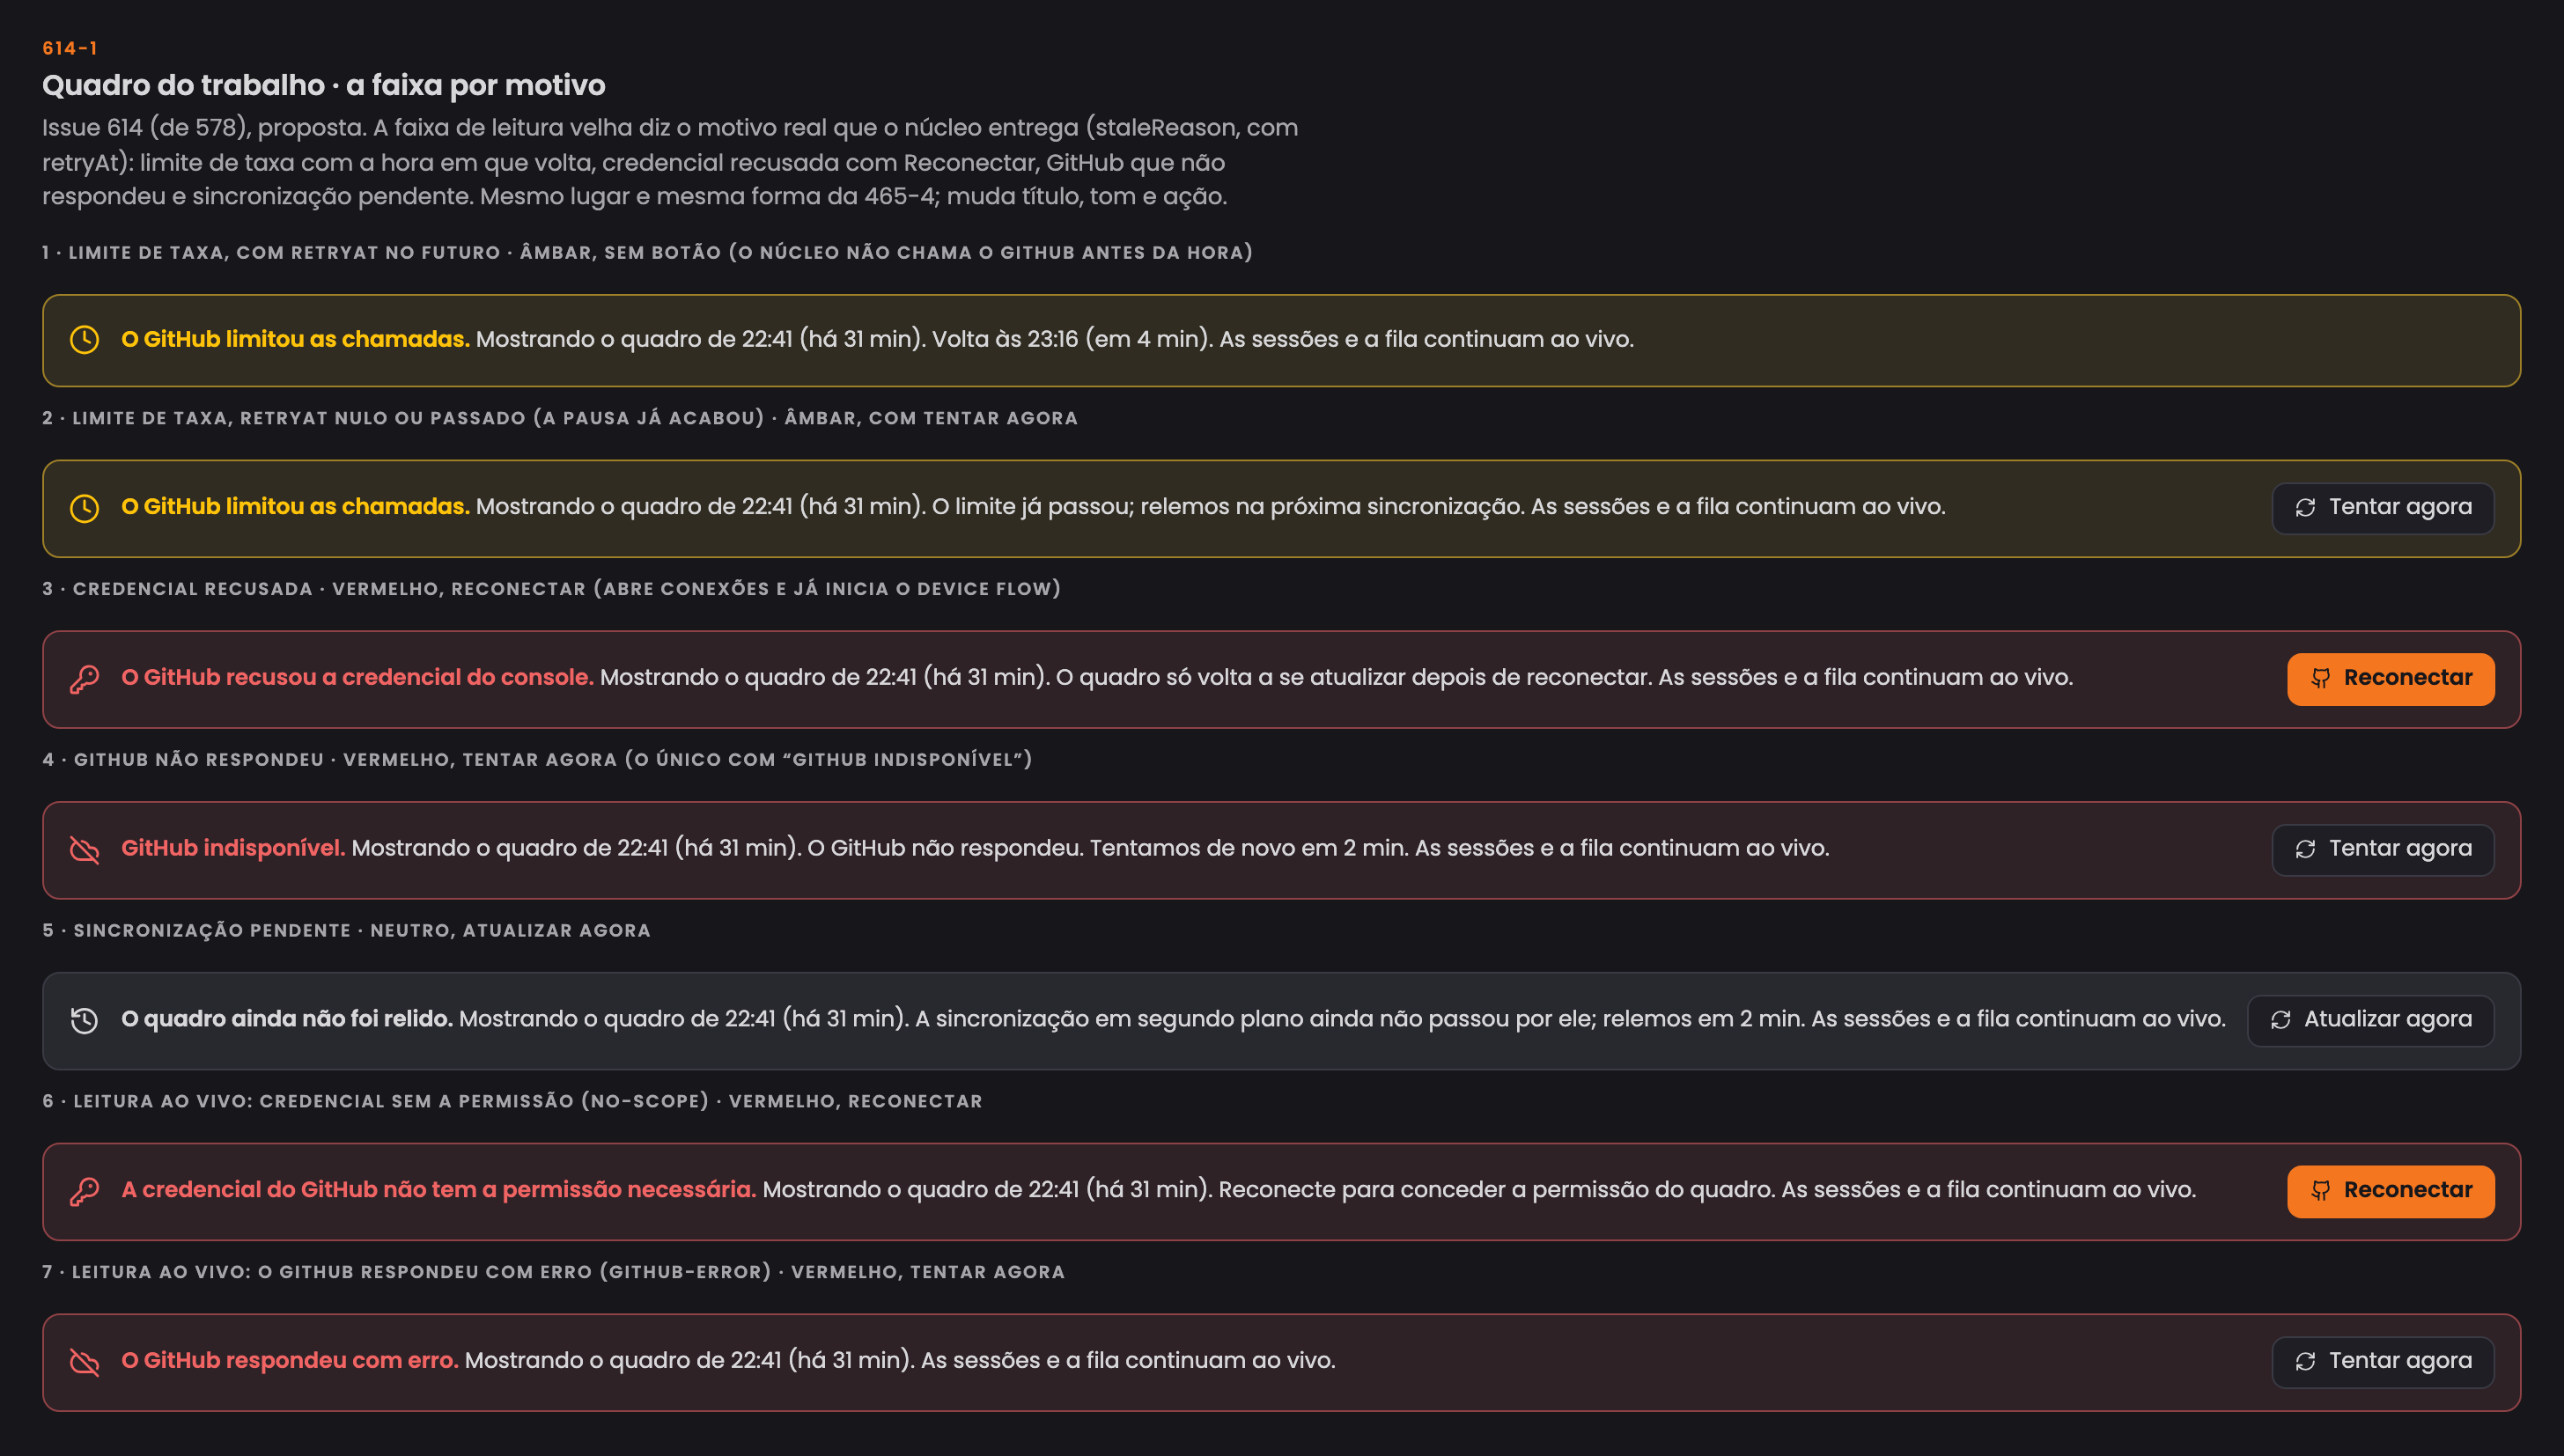 614-1
Quadro do trabalho · a faixa por motivo
Issue 614 (de 578), proposta. A faixa de leitura velha diz o motivo real que o núcleo entrega (staleReason, com
retryAt): limite de taxa com a hora em que volta, credencial recusada com Reconectar, GitHub que não
respondeu e sincronização pendente. Mesmo lugar e mesma forma da 465-4; muda título, tom e ação.
1 · LIMITE DE TAXA, COM RETRYAT NO FUTURO · ÂMBAR, SEM BOTÃO (O NÚCLEO NÃO CHAMA O GITHUB ANTES DA HORA)
O GitHub limitou as chamadas. Mostrando o quadro de 22:41 (há 31 min). Volta às 23:16 (em 4 min). As sessões e a fila continuam ao vivo.
2 · LIMITE DE TAXA, RETRYAT NULO OU PASSADO (A PAUSA JÁ ACABOU) · ÂMBAR, COM TENTAR AGORA
O GitHub limitou as chamadas. Mostrando o quadro de 22:41 (há 31 min). O limite já passou; relemos na próxima sincronização. As sessões e a fila continuam ao vivo. Tentar agora
3 · CREDENCIAL RECUSADA · VERMELHO, RECONECTAR (ABRE CONEXÕES E JÁ INICIA O DEVICE FLOW)
O GitHub recusou a credencial do console. Mostrando o quadro de 22:41 (há 31 min). O quadro só volta a se atualizar depois de reconectar. As sessões e a fila continuam ao vivo. Reconectar
4 · GITHUB NÃO RESPONDEU · VERMELHO, TENTAR AGORA (O ÚNICO COM “GITHUB INDISPONÍVEL”)
GitHub indisponível. Mostrando o quadro de 22:41 (há 31 min). O GitHub não respondeu. Tentamos de novo em 2 min. As sessões e a fila continuam ao vivo. Tentar agora
5 · SINCRONIZAÇÃO PENDENTE · NEUTRO, ATUALIZAR AGORA
O quadro ainda não foi relido. Mostrando o quadro de 22:41 (há 31 min). A sincronização em segundo plano ainda não passou por ele; relemos em 2 min. As sessões e a fila continuam ao vivo. Atualizar agora
6 · LEITURA AO VIVO: CREDENCIAL SEM A PERMISSÃO (NO-SCOPE) · VERMELHO, RECONECTAR
A credencial do GitHub não tem a permissão necessária. Mostrando o quadro de 22:41 (há 31 min). Reconecte para conceder a permissão do quadro. As sessões e a fila continuam ao vivo. Reconectar
7 · LEITURA AO VIVO: O GITHUB RESPONDEU COM ERRO (GITHUB-ERROR) · VERMELHO, TENTAR AGORA
O GitHub respondeu com erro. Mostrando o quadro de 22:41 (há 31 min). As sessões e a fila continuam ao vivo. Tentar agora